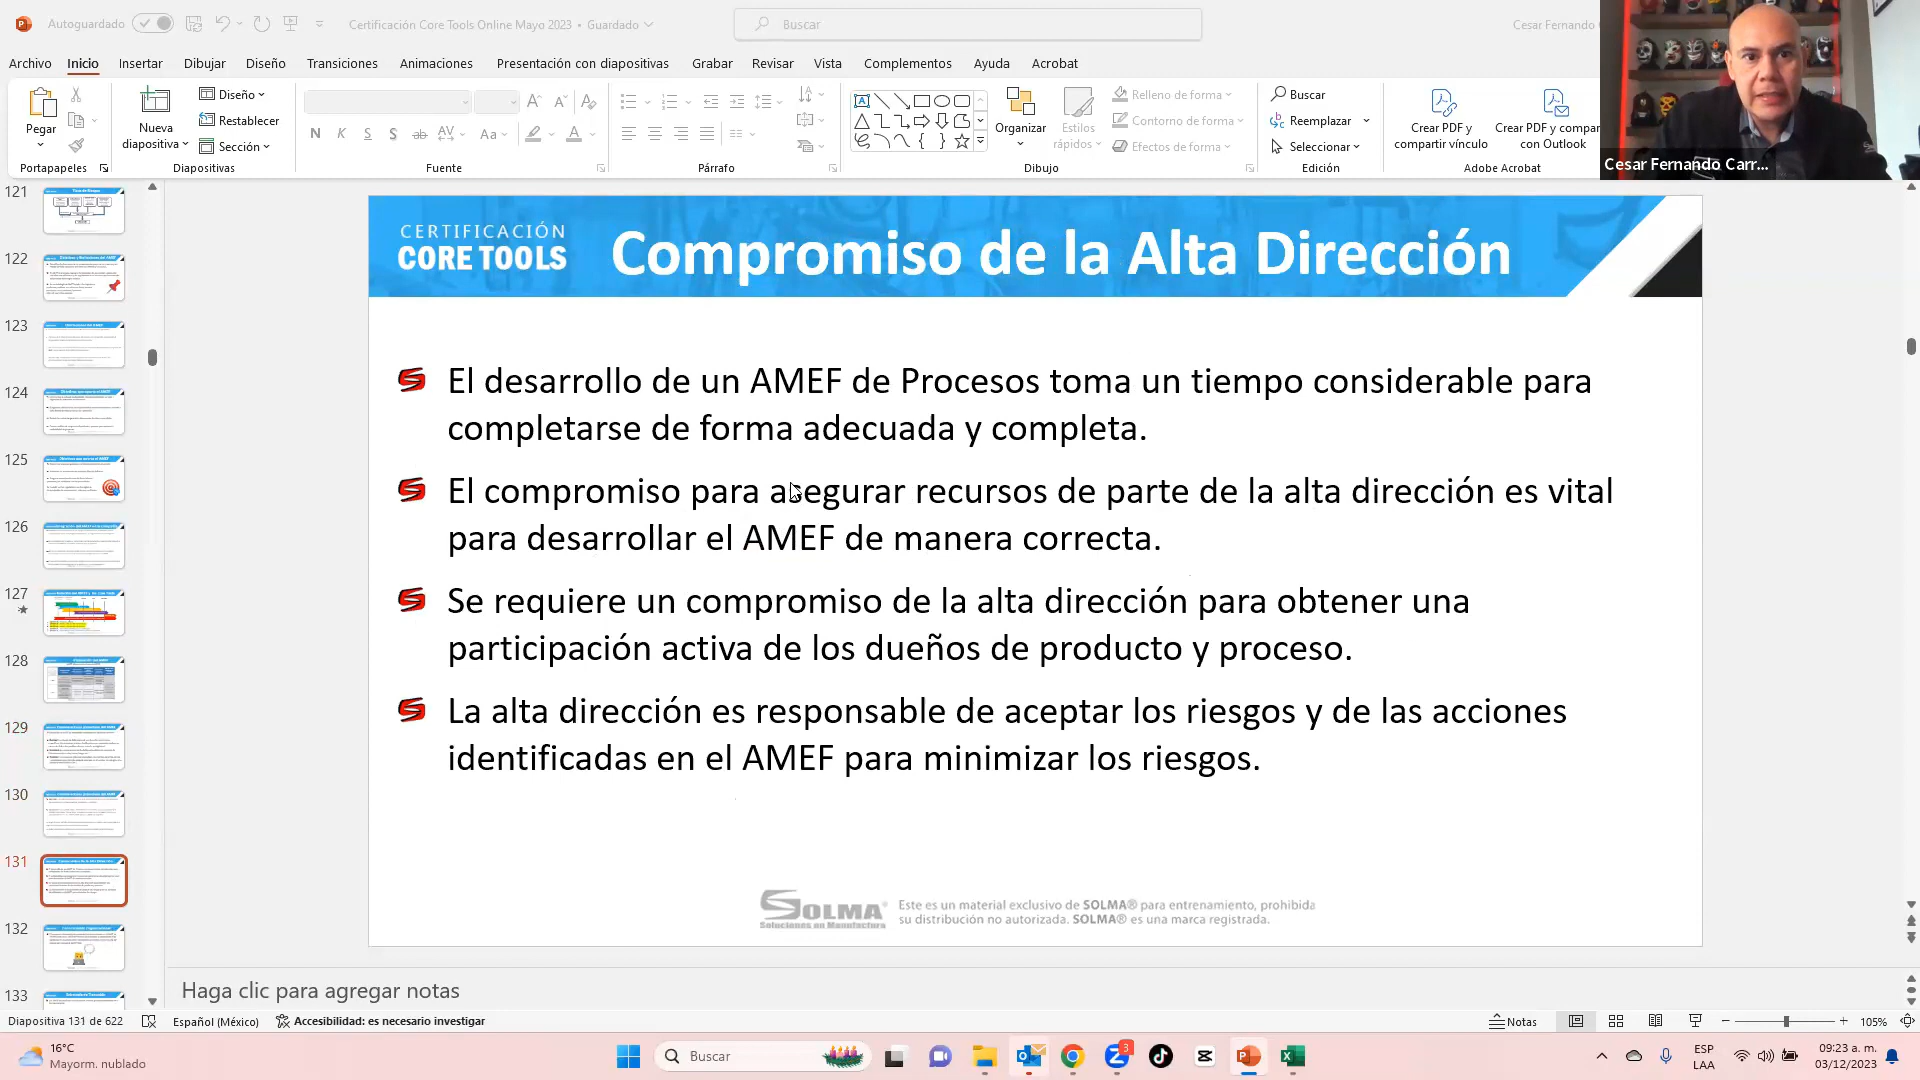 Autoguardado
Certificación Core Tools Online Mayo 2023 • Guardado
Buscar
Cesar Fernando
Archivo Inicio Insertar Dibujar Diseño Transiciones Animaciones Presentación con diapositivas Grabar Revisar Vista Complementos Ayuda Acrobat
Pegar
Nueva diapositiva
Diseño
Restablecer
Sección
N K S S ab AV Aa A
Organizar
Estilos rápidos
Relleno de forma
Contorno de forma
Efectos de forma
Buscar
Reemplazar
Seleccionar
Crear PDF y compartir vínculo
Crear PDF y compar
con Outlook
Portapapeles Diapositivas Fuente Párrafo Dibujo Edición Adobe Acrobat
Cesar Fernando Carr...
121
122
123
124
125
126
127
128
129
130
131
132
133
CERTIFICACIÓN
CORE TOOLS
Compromiso de la Alta Dirección
El desarrollo de un AMEF de Procesos toma un tiempo considerable para
completarse de forma adecuada y completa.
El compromiso para asegurar recursos de parte de la alta dirección es vital
para desarrollar el AMEF de manera correcta.
Se requiere un compromiso de la alta dirección para obtener una
participación activa de los dueños de producto y proceso.
La alta dirección es responsable de aceptar los riesgos y de las acciones
identificadas en el AMEF para minimizar los riesgos.
SOLMA®
Soluciones en Manufactura
Este es un material exclusivo de SOLMA® para entrenamiento, prohibida
su distribución no autorizada. SOLMA® es una marca registrada.
Haga clic para agregar notas
Diapositiva 131 de 622 Español (México) Accesibilidad: es necesario investigar
Notas
105%
16°C
Mayorm. nublado
Buscar
3
ESP
LAA
09:23 a. m.
03/12/2023